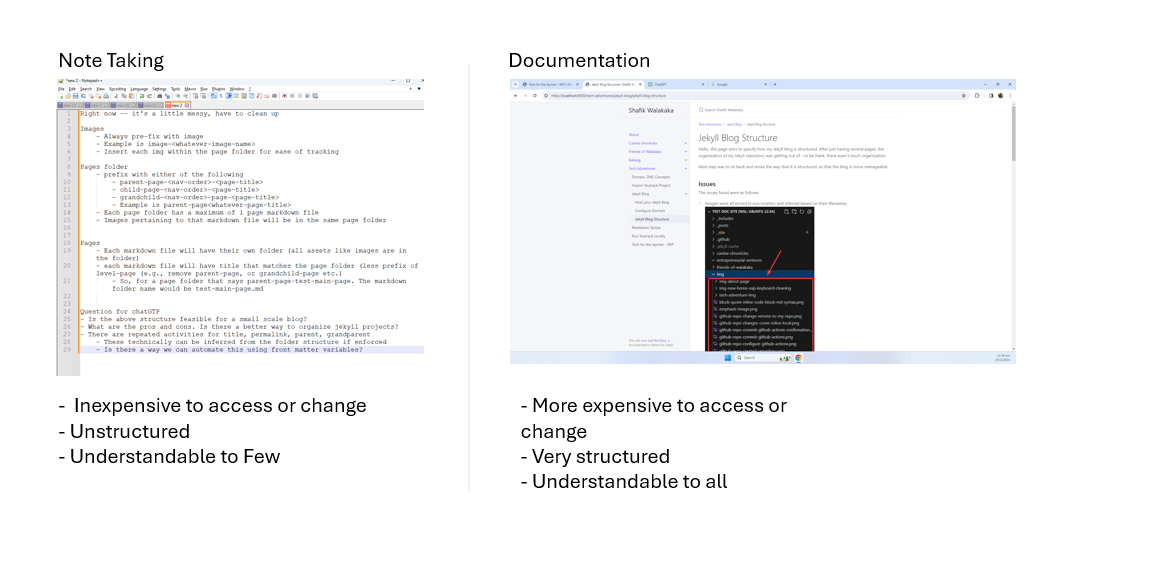 Note Taking
*new 2 - Notepad++
File Edit Search View Encoding Language Settings Tools Macro Run Plugins Window ?
1 Right now -- it's a little messy, have to clean up
2
3 Images
4 - Always pre-fix with image
5 - Example is image-<whatever-image-name>
6 - Insert each img within the page folder for ease of tracking
7
8 Pages folder
9 - prefix with either of the following
10 - parent-page-<nav-order>-<page-title>
11 - child-page-<nav-order>-<page-title>
12 - grandchild-page-<nav-order>-<page-title>
13 - Example is parent-page<whatever-page-title>
14 - Each page folder has a maximum of 1 page markdown file
15 - Images pertaining to that markdown file will be in the same page folder
16
17
18 Pages
19 - Each markdown file will have their own folder (all assets like images are in
the folder)
20 - each markdown file will have title that matches the page folder (less prefix of
level-page (e.g., remove parent-page, or grandchild-page etc.)
21 - So, for a page folder that says parent-page-test-main-page. The markdown
folder name would be test-main-page.md
22
23
24 Question for chatGTP
25 - Is the above structure feasible for a small scale blog?
26 - What are the pros and cons. Is there a better way to organize jekyll projects?
27 - There are repeated activities for title, permalink, parent, grandparent
28 - These technically can be inferred from the folder structure if enforced
29 - Is there a way we can automate this using front matter variables?
- Inexpensive to access or change
- Unstructured
- Understandable to Few
Documentation
ChatGPT
Google
Shafik Walakaka
Search Shafik Walakaka
About
Canine chronicles
Friends of Walakaka
Tech Adventures
Domain, DNS Concepts
Import Youtrack Project
Jekyll Blog
Host your Jekyll Blog
Configure Domain
Jekyll Blog Structure
Markdown Syntax
Run Youtrack Locally
Tech for the layman - WIP
Tech Adventures / Jekyll Blog / Jekyll Blog Structure
Jekyll Blog Structure
Hello, this page aims to specify how my Jekyll blog is structured. After just having several pages, the
organization of my Jekyll repository was getting out of - to be frank, there wasn't much organization.
Next step was to sit back and revise the way that it is structured, so that the blog is more manageable.
Issues
The issues faced were as follows:
Images were all stored in one location and inferred based on their filenames.
TEST-DOC-SITE [WSL: UBUNTU-22.04]
_includes
_posts
_site
.github
.jekyll-cache
canine-chronicles
entrepreneurial-ventures
friends-of-walakaka
img
img-about-page
img-new-home-eap-keyboard-cleaning
tech-adventure-img
block-quote-inline-code-block-md-syntax.png
emphasis-image.png
github-repo-change-remote-to-my-repo.png
github-repo-changes-come-inline-local.png
github-repo-commit-github-actions-confirmation...
github-repo-commit-github-actions.png
github-repo-configure-github-actions.png
Search
- More expensive to access or
change
- Very structured
- Understandable to all